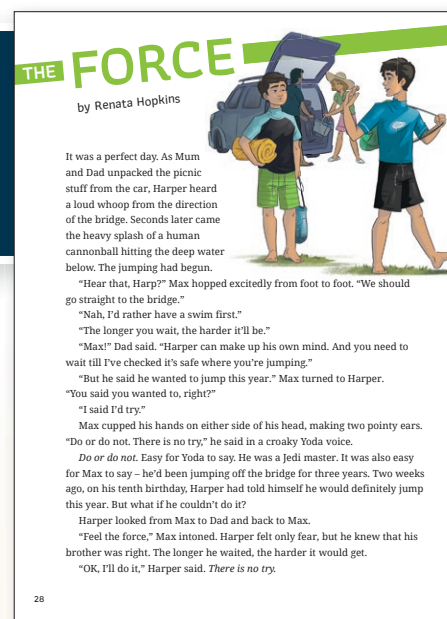 THE FORCE
by Renata Hopkins
It was a perfect day. As Mum
and Dad unpacked the picnic
stuff from the car, Harper heard
a loud whoop from the direction
of the bridge. Seconds later came
the heavy splash of a human
cannonball hitting the deep water
below. The jumping had begun.
“Hear that, Harp?” Max hopped excitedly from foot to foot. “We should
go straight to the bridge.”
“Nah, I’d rather have a swim first.”
“The longer you wait, the harder it’ll be.”
“Max!” Dad said. “Harper can make up his own mind. And you need to
wait till I’ve checked it’s safe where you’re jumping.”
“But he said he wanted to jump this year.” Max turned to Harper.
“You said you wanted to, right?”
“I said I’d try.”
Max cupped his hands on either side of his head, making two pointy ears.
“Do or do not. There is no try,” he said in a croaky Yoda voice.
Do or do not. Easy for Yoda to say. He was a Jedi master. It was also easy
for Max to say – he’d been jumping off the bridge for three years. Two weeks
ago, on his tenth birthday, Harper had told himself he would definitely jump
this year. But what if he couldn’t do it?
Harper looked from Max to Dad and back to Max.
“Feel the force,” Max intoned. Harper felt only fear, but he knew that his
brother was right. The longer he waited, the harder it would get.
“OK, I’ll do it,” Harper said. There is no try.
28